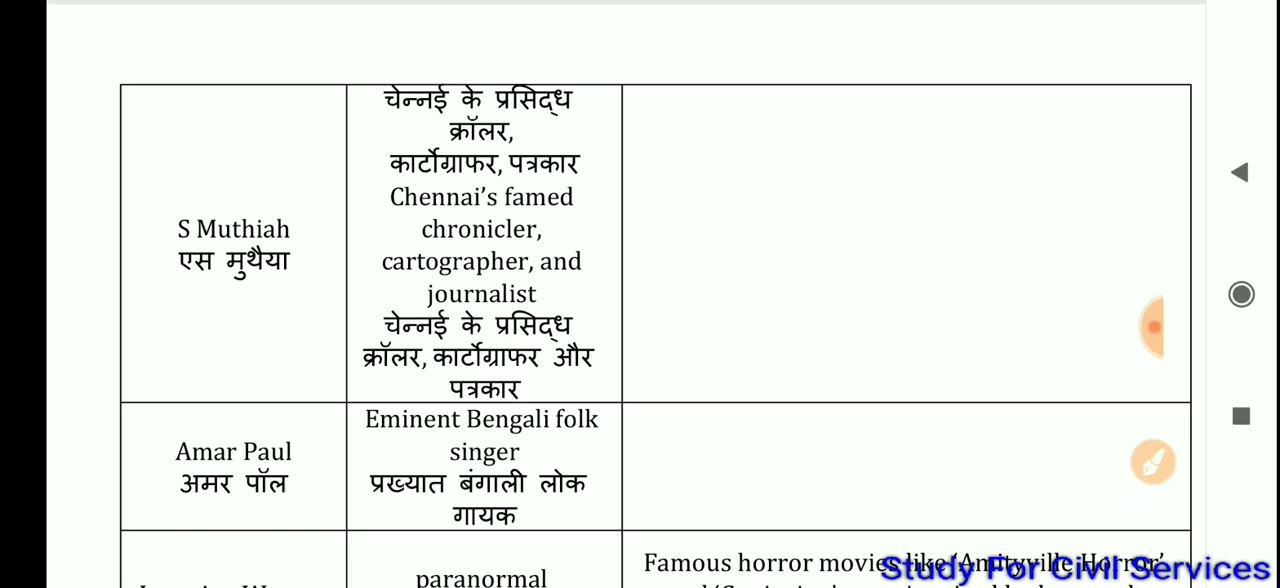 चेन्नई के प्रसिद्ध
क्रॉलर,
कार्टोग्राफर, पत्रकार
Chennai’s famed
chronicler,
cartographer, and
journalist
चेन्नई के प्रसिद्ध
क्रॉलर, कार्टोग्राफर और
पत्रकार
S Muthiah
एस मुथैया
Eminent Bengali folk
singer
प्रख्यात बंगाली लोक
गायक
Amar Paul
अमर पॉल
paranormal
Famous horror movies like ‘Amityville Horror’
Study For Civil Services